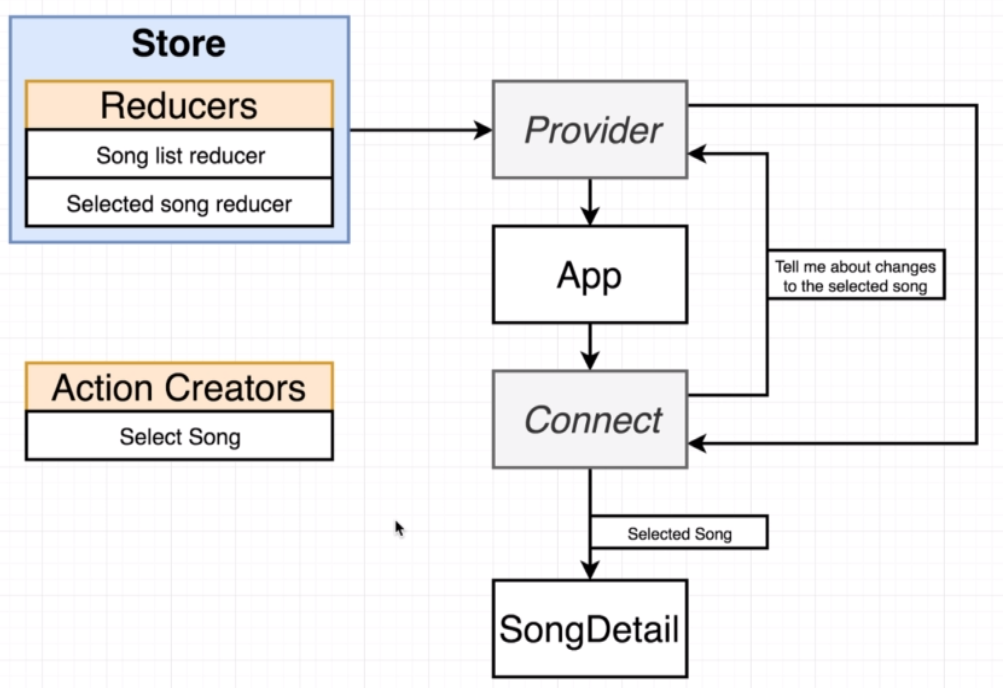 Store
Reducers
Song list reducer
Selected song reducer
Action Creators
Select Song
Provider
App
Tell me about changes
to the selected song
Connect
Selected Song
SongDetail